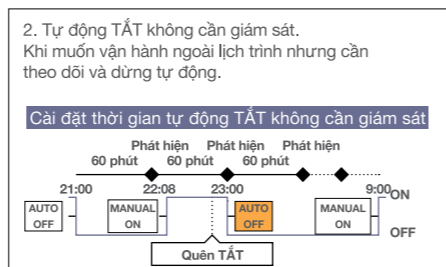 2. Tự động TẮT không cần giám sát.
Khi muốn vận hành ngoài lịch trình nhưng cần
theo dõi và dừng tự động.
Cài đặt thời gian tự động TẮT không cần giám sát
Phát hiện Phát hiện Phát hiện
60 phút 60 phút 60 phút
21:00 22:08 23:00 9:00 ON
AUTO OFF MANUAL ON AUTO OFF MANUAL ON
OFF
Quên TẮT